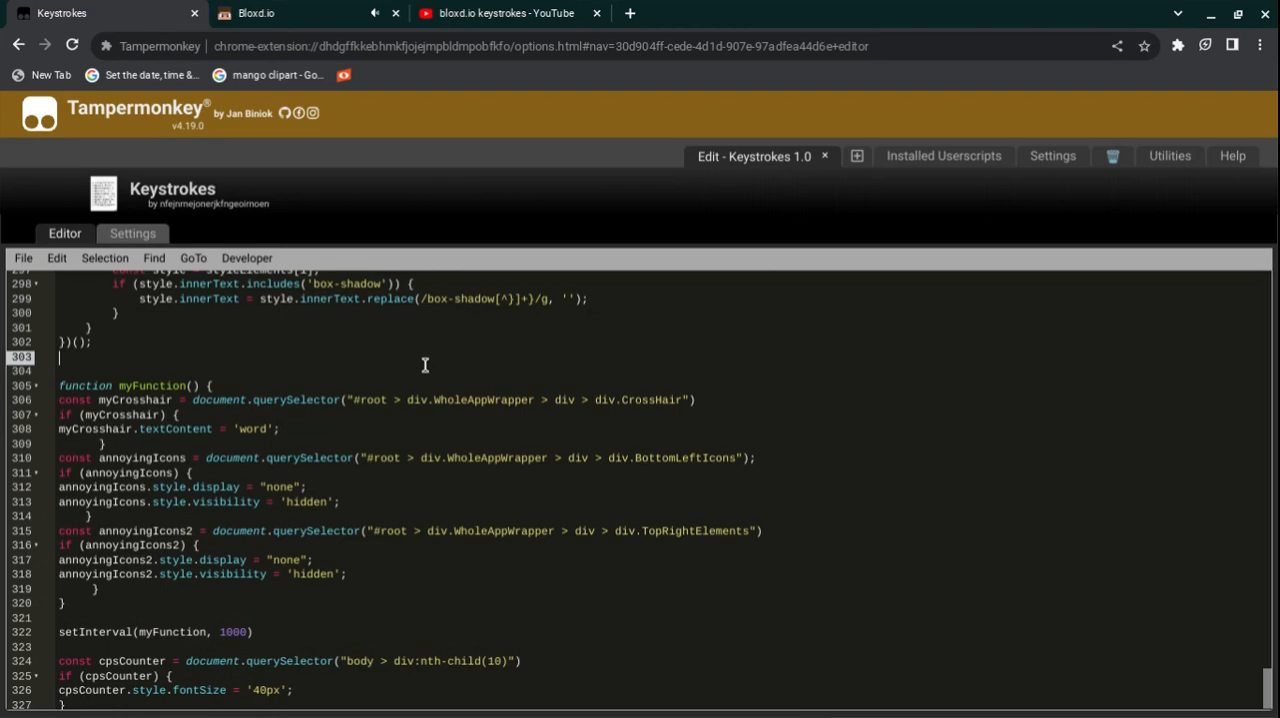 Keystrokes
Bloxd.io
bloxd.io keystrokes - YouTube
Tampermonkey
chrome-extension://dhdgffkkebhmkfjojejmpbldmpobfkfo/options.html#nav=30d904ff-cede-4d1d-907e-97adfea44d6e+editor
New Tab
Set the date, time &...
mango clipart - Go...
Tampermonkey® by Jan Biniok
v4.19.0
Edit - Keystrokes 1.0
Installed Userscripts
Settings
Utilities
Help
Keystrokes
by nfejnmejonerjkfngeoirnoen
Editor
Settings
File Edit Selection Find GoTo Developer
297 const style = styleElements[i];
298 if (style.innerText.includes('box-shadow')) {
299 style.innerText = style.innerText.replace(/box-shadow[^}]+}/g, '');
300 }
301 }
302 })();
303
304
305 function myFunction() {
306 const myCrosshair = document.querySelector("#root > div.WholeAppWrapper > div > div.CrossHair")
307 if (myCrosshair) {
308 myCrosshair.textContent = 'word';
309 }
310 const annoyingIcons = document.querySelector("#root > div.WholeAppWrapper > div > div.BottomLeftIcons");
311 if (annoyingIcons) {
312 annoyingIcons.style.display = "none";
313 annoyingIcons.style.visibility = 'hidden';
314 }
315 const annoyingIcons2 = document.querySelector("#root > div.WholeAppWrapper > div > div.TopRightElements")
316 if (annoyingIcons2) {
317 annoyingIcons2.style.display = "none";
318 annoyingIcons2.style.visibility = 'hidden';
319 }
320 }
321
322 setInterval(myFunction, 1000)
323
324 const cpsCounter = document.querySelector("body > div:nth-child(10)")
325 if (cpsCounter) {
326 cpsCounter.style.fontSize = '40px';
327 }